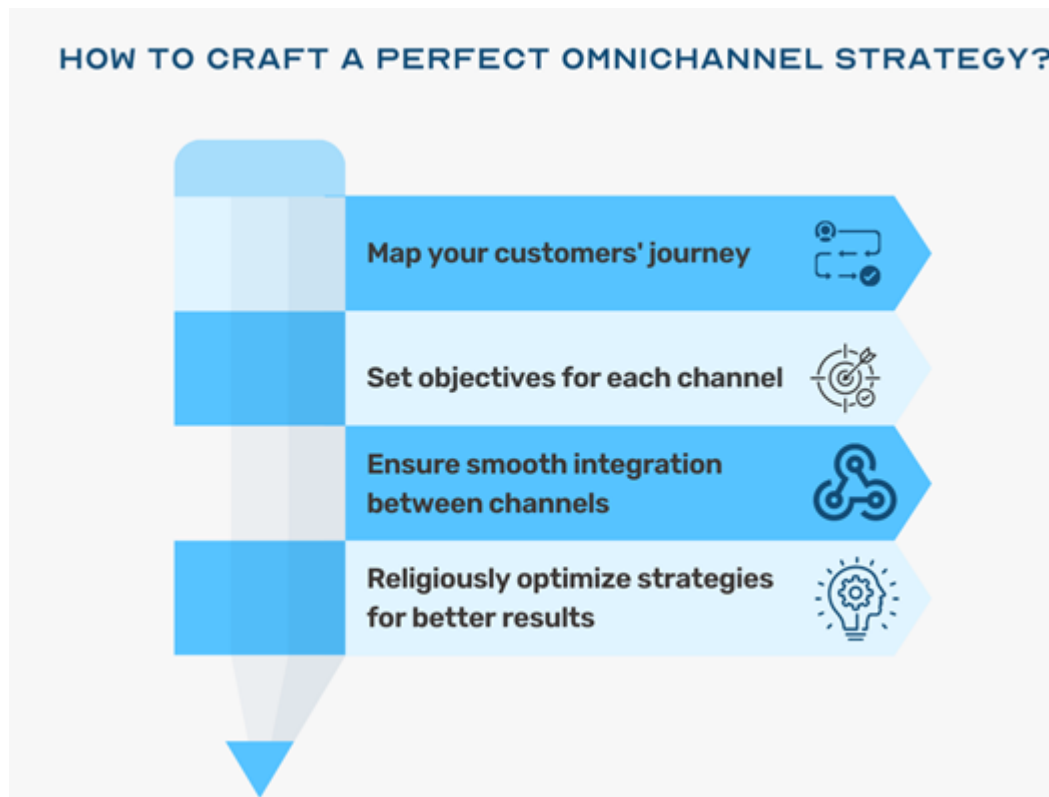 HOW TO CRAFT A PERFECT OMNICHANNEL STRATEGY?
Map your customers' journey
Set objectives for each channel
Ensure smooth integration
between channels
Religiously optimize strategies
for better results